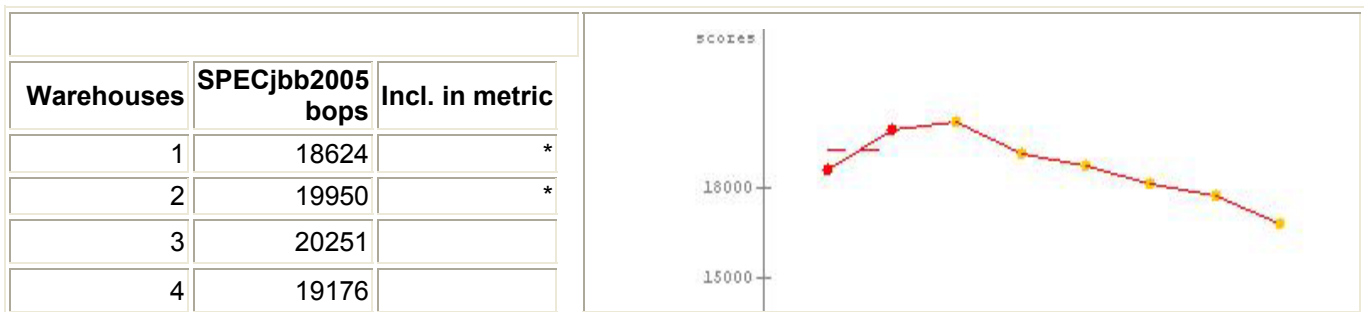 Warehouses SPECjbb2005 bops Incl. in metric
1 18624 *
2 19950 *
3 20251
4 19176
scores
18000
15000